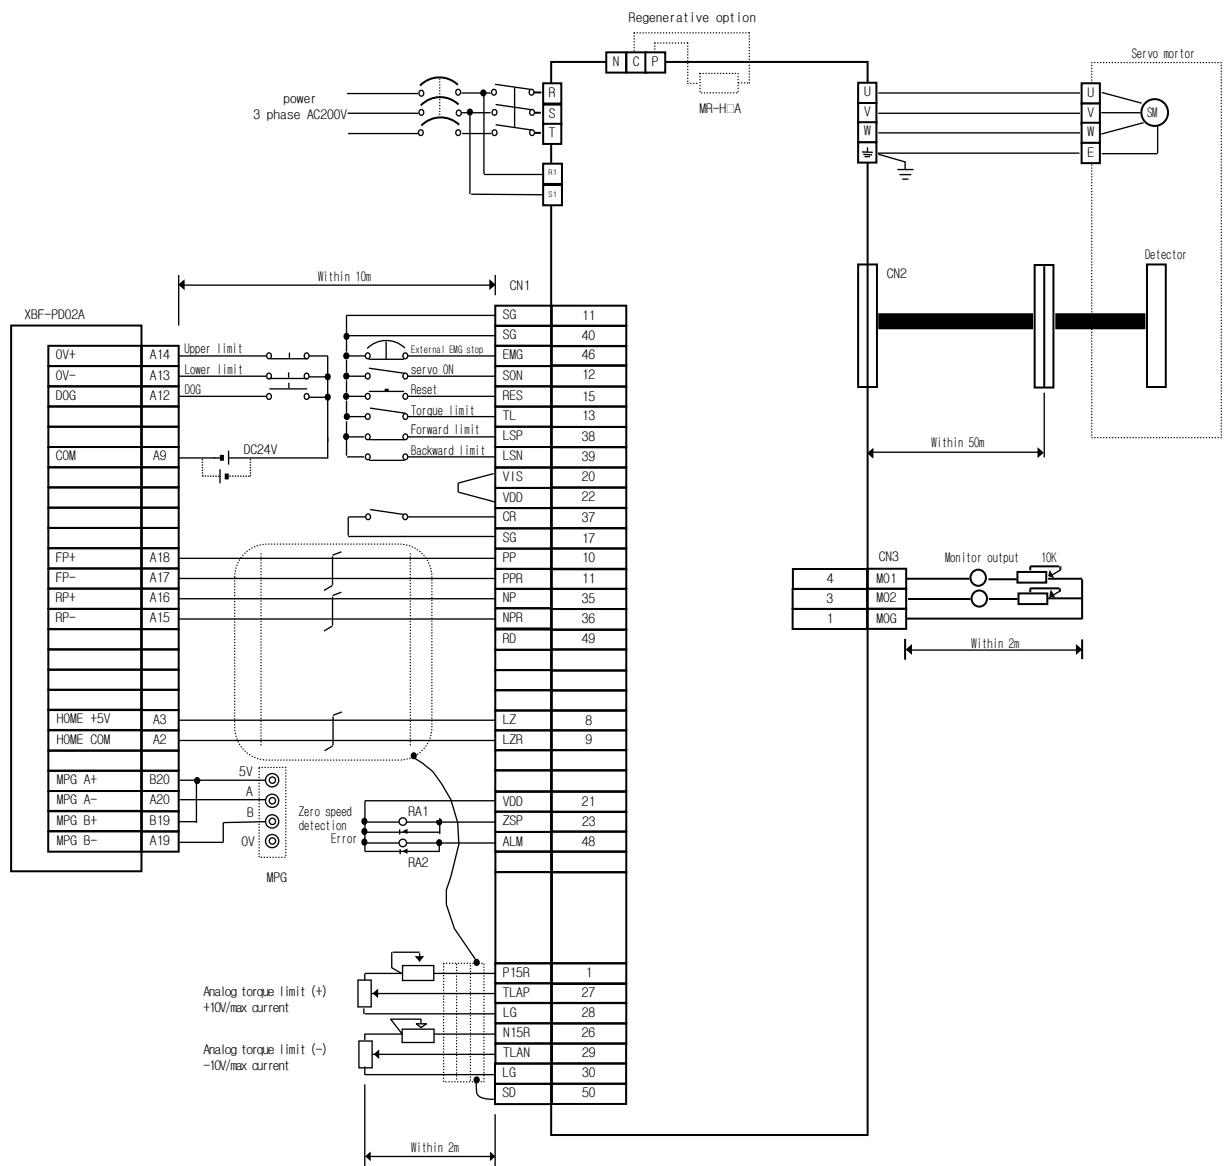 Regenerative option
Servo mortor
N C P
MR-H□A
power
3 phase AC200V
R
S
T
R1
S1
U
V
W
U
V
W
E
SM
Detector
CN2
Within 50m
Within 10m
CN1
XBF-PD02A
0V+ A14 Upper limit
0V- A13 Lower limit
DOG A12 DOG
COM A9 DC24V
FP+ A18
FP- A17
RP+ A16
RP- A15
HOME +5V A3
HOME COM A2
MPG A+ B20
MPG A- A20
MPG B+ B19
MPG B- A19
5V
A
B
0V
MPG
SG 11
SG 40
External EMG stop EMG 46
servo ON SON 12
Reset RES 15
Torque limit TL 13
Forward limit LSP 38
Backward limit LSN 39
VIS 20
VDD 22
CR 37
SG 17
PP 10
PPR 11
NP 35
NPR 36
RD 49
LZ 8
LZR 9
VDD 21
ZSP 23
ALM 48
Zero speed
detection
Error
RA1
RA2
P15R 1
TLAP 27
LG 28
N15R 26
TLAN 29
LG 30
SD 50
Analog torque limit (+)
+10V/max current
Analog torque limit (-)
-10V/max current
Within 2m
CN3
Monitor output 10K
4 MO1
3 MO2
1 MOG
Within 2m